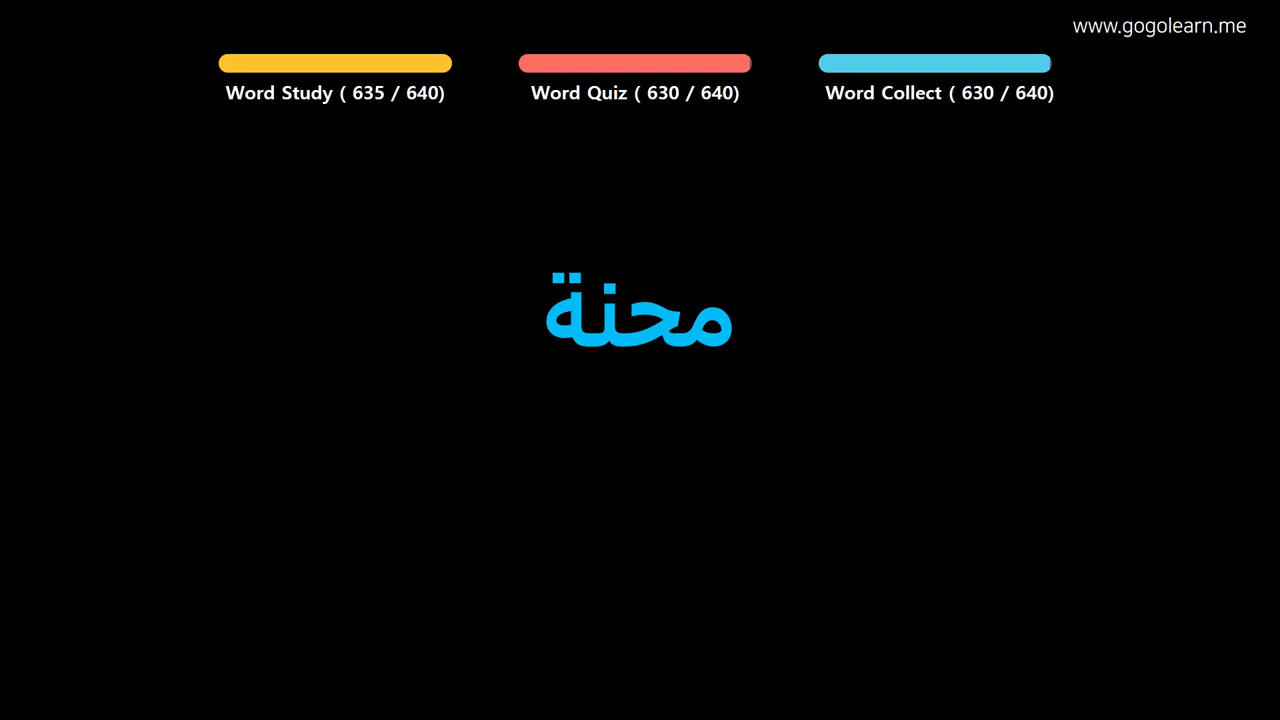 www.gogolearn.me
Word Study ( 635 / 640)
Word Quiz ( 630 / 640)
Word Collect ( 630 / 640)
محنة